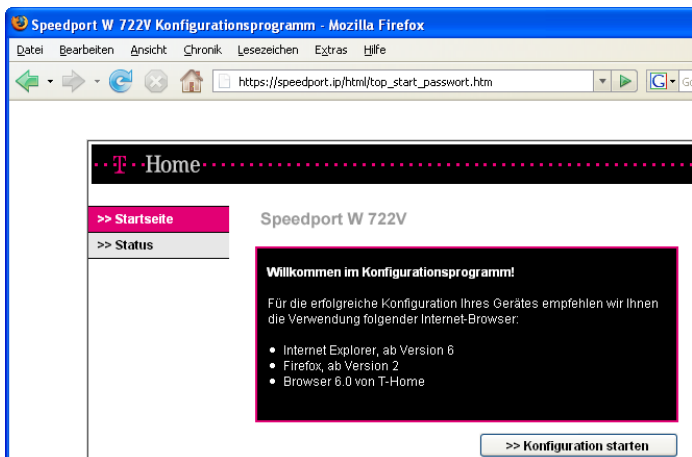 Speedport W 722V Konfigurationsprogramm - Mozilla Firefox
Datei Bearbeiten Ansicht Chronik Lesezeichen Extras Hilfe
https://speedport.ip/html/top_start_passwort.htm G Go
T Home
>> Startseite
>> Status
Speedport W 722V
Willkommen im Konfigurationsprogramm!
Für die erfolgreiche Konfiguration Ihres Gerätes empfehlen wir Ihnen
die Verwendung folgender Internet-Browser:
• Internet Explorer, ab Version 6
• Firefox, ab Version 2
• Browser 6.0 von T-Home
>> Konfiguration starten